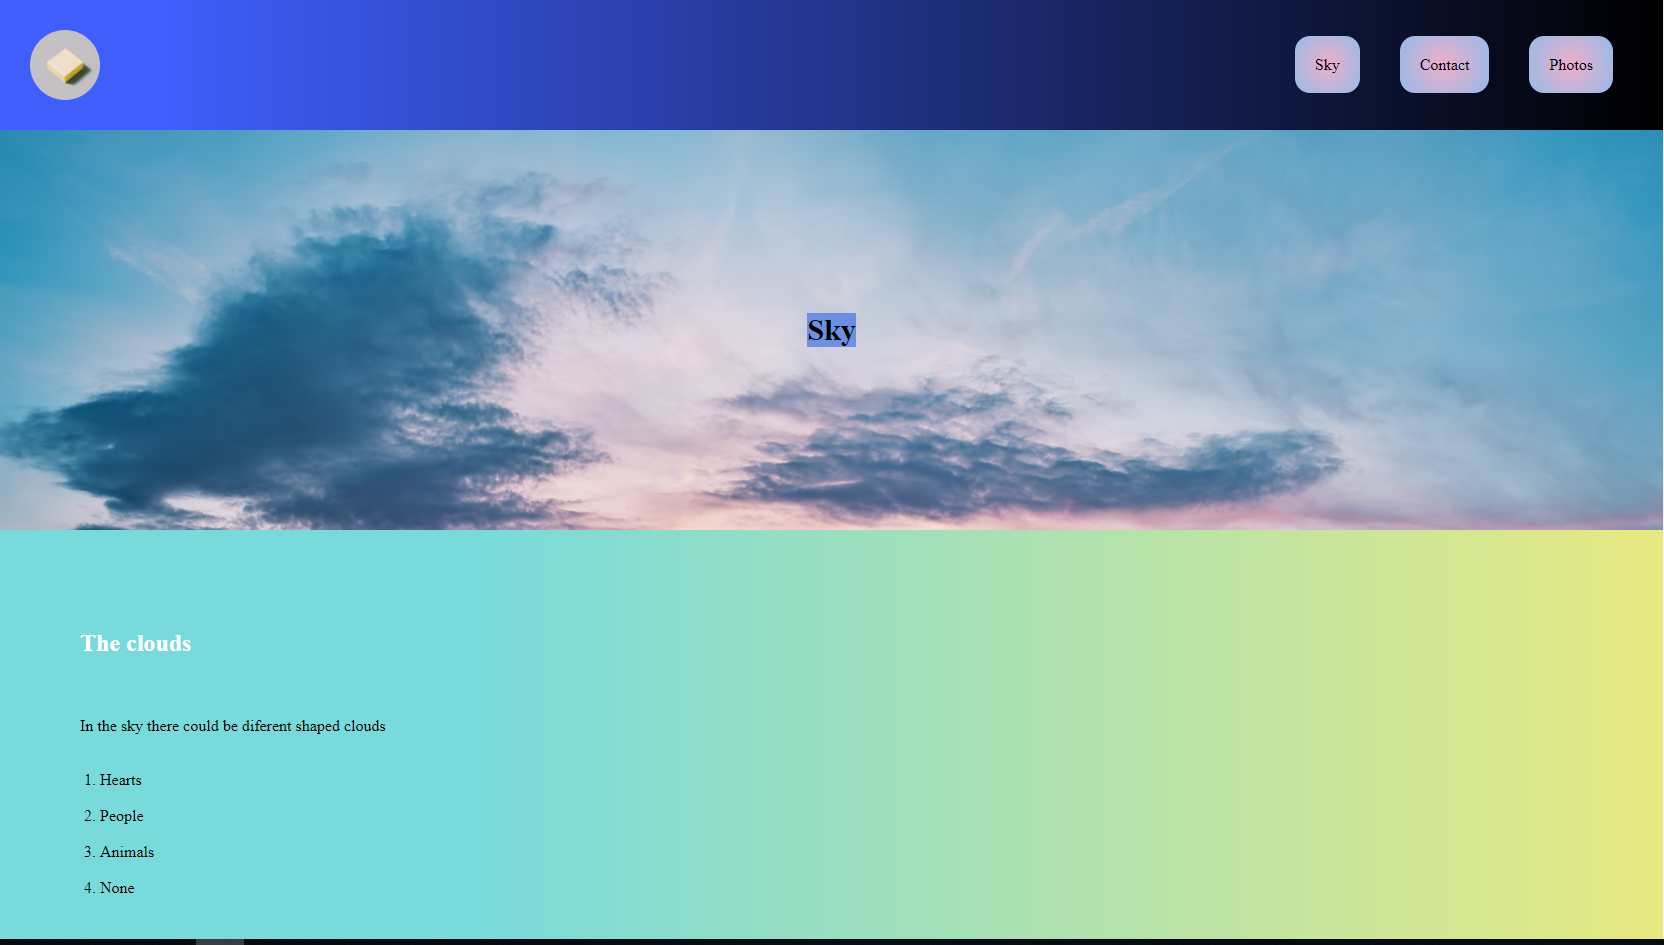 Sky
Contact
Photos
Sky
The clouds
In the sky there could be diferent shaped clouds
1. Hearts
2. People
3. Animals
4. None